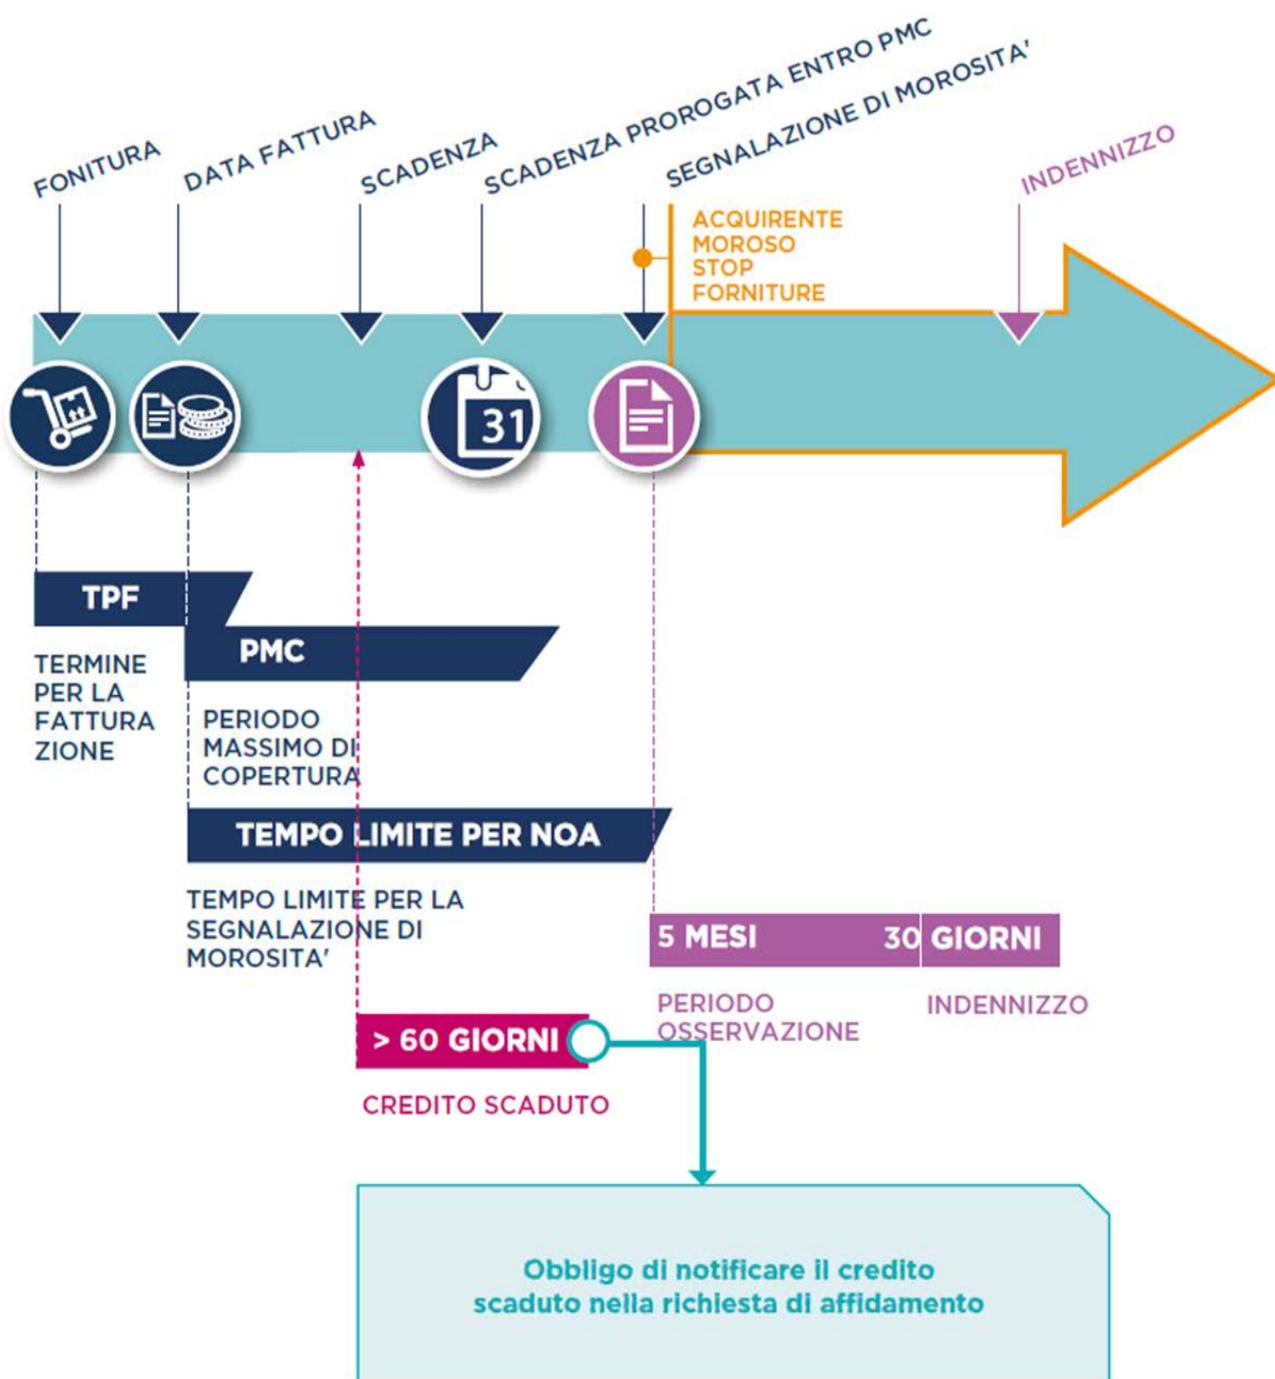 FONITURA
DATA FATTURA
SCADENZA
SCADENZA PROROGATA ENTRO PMC
SEGNALAZIONE DI MOROSITA'
INDENNIZZO
ACQUIRENTE
MOROSO
STOP
FORNITURE
31
TPF
TERMINE
PER LA
FATTURA
ZIONE
PMC
PERIODO
MASSIMO DI
COPERTURA
TEMPO LIMITE PER NOA
TEMPO LIMITE PER LA
SEGNALAZIONE DI
MOROSITA'
5 MESI
30 GIORNI
PERIODO
OSSERVAZIONE
INDENNIZZO
> 60 GIORNI
CREDITO SCADUTO
Obbligo di notificare il credito
scaduto nella richiesta di affidamento